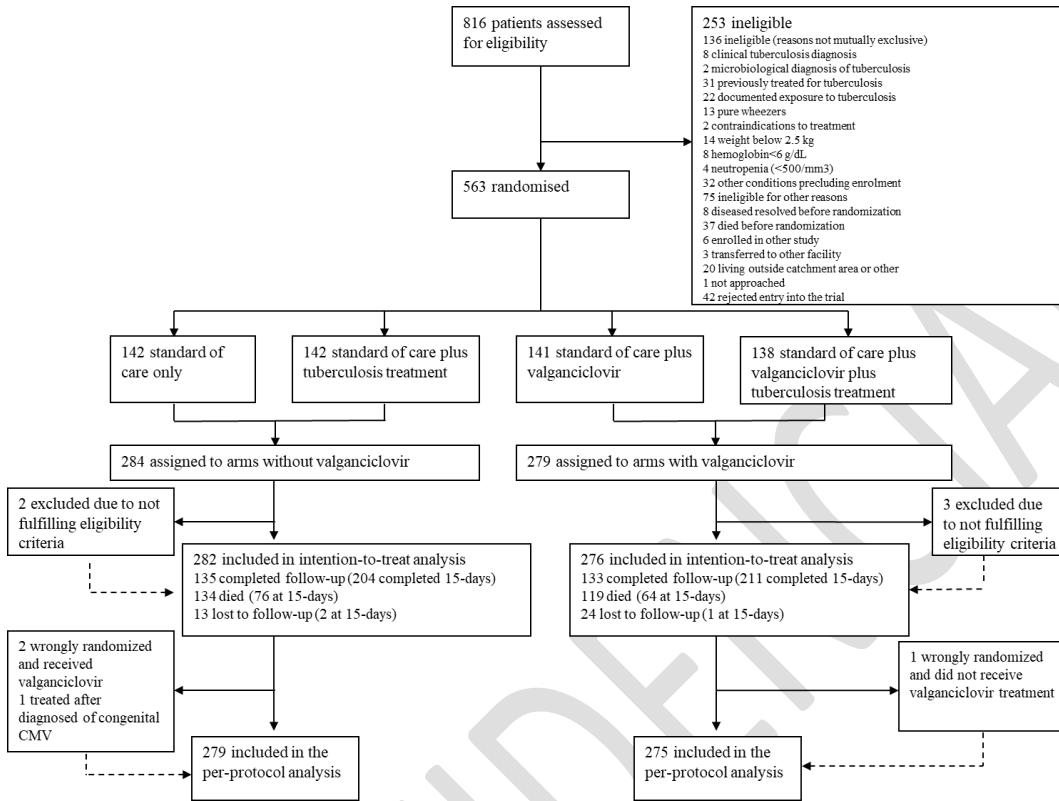 816 patients assessed
for eligibility
253 ineligible
136 ineligible (reasons not mutually exclusive)
8 clinical tuberculosis diagnosis
2 microbiological diagnosis of tuberculosis
31 previously treated for tuberculosis
22 documented exposure to tuberculosis
13 pure wheezers
2 contraindications to treatment
14 weight below 2.5 kg
8 hemoglobin<6 g/dL
4 neutropenia (<500/mm3)
32 other conditions precluding enrolment
75 ineligible for other reasons
8 diseased resolved before randomization
37 died before randomization
6 enrolled in other study
3 transferred to other facility
20 living outside catchment area or other
1 not approached
42 rejected entry into the trial
563 randomised
142 standard of
care only
142 standard of care plus
tuberculosis treatment
141 standard of care plus
valganciclovir
138 standard of care plus
valganciclovir plus
tuberculosis treatment
284 assigned to arms without valganciclovir
279 assigned to arms with valganciclovir
2 excluded due to not
fulfilling eligibility
criteria
3 excluded due
to not fulfilling
eligibility criteria
282 included in intention-to-treat analysis
135 completed follow-up (204 completed 15-days)
134 died (76 at 15-days)
13 lost to follow-up (2 at 15-days)
276 included in intention-to-treat analysis
133 completed follow-up (211 completed 15-days)
119 died (64 at 15-days)
24 lost to follow-up (1 at 15-days)
2 wrongly randomized
and received
valganciclovir
1 treated after
diagnosed of congenital
CMV
1 wrongly randomized
and did not receive
valganciclovir treatment
279 included in the
per-protocol analysis
275 included in the
per-protocol analysis